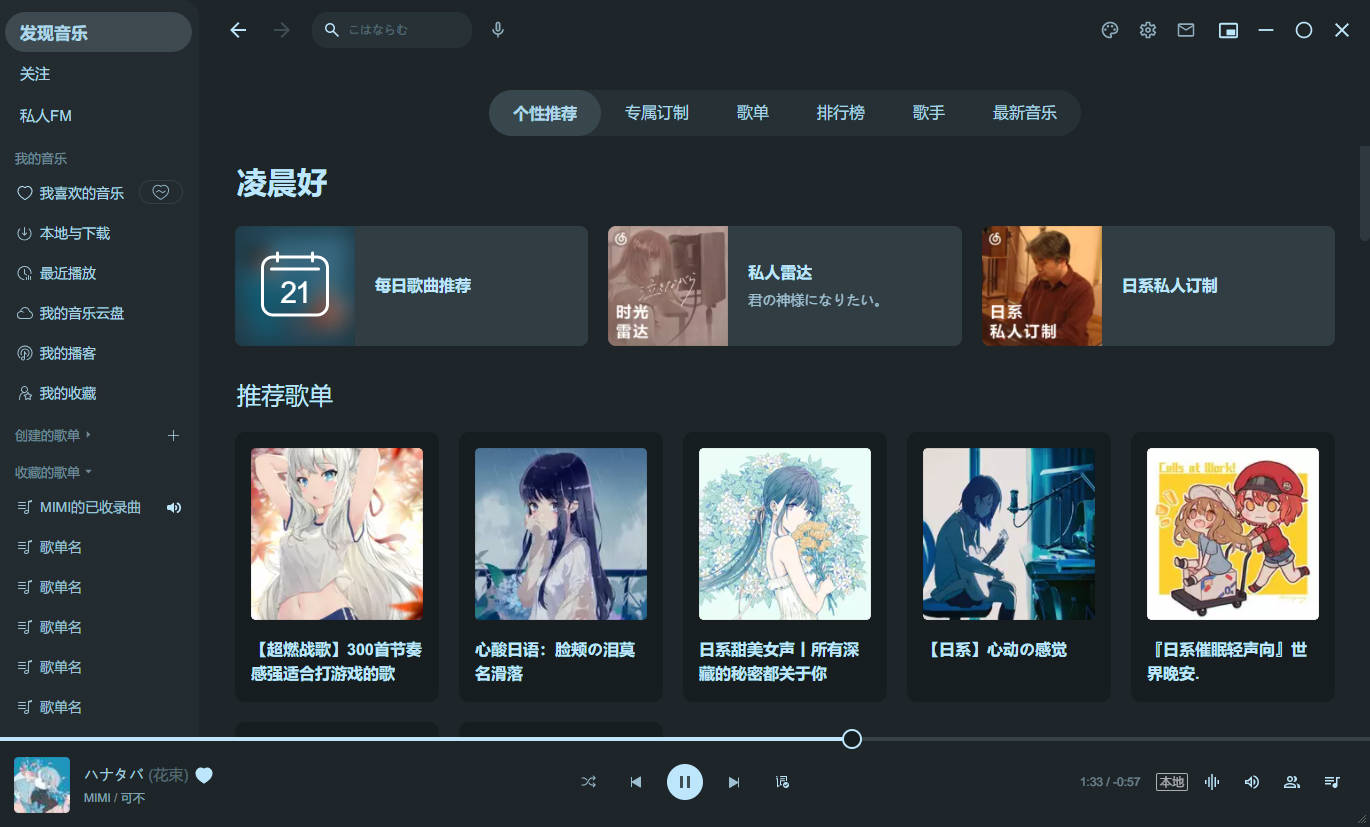 发现音乐
关注
私人FM
我的音乐
我喜欢的音乐
本地与下载
最近播放
我的音乐云盘
我的播客
我的收藏
创建的歌单
收藏的歌单
MIMI的已收录曲
歌单名
歌单名
歌单名
歌单名
歌单名
こはならむ
个性推荐 专属订制 歌单 排行榜 歌手 最新音乐
凌晨好
21
每日歌曲推荐
时光
雷达
私人雷达
君の神様になりたい。
日系
私人订制
日系私人订制
推荐歌单
【超燃战歌】300首节奏
感强适合打游戏的歌
心酸日语：脸颊の泪莫
名滑落
日系甜美女声丨所有深
藏的秘密都关于你
【日系】心动の感觉
Cells at Work!
『日系催眠轻声向』世
界晚安.
ハナタバ (花束)
MIMI / 可不
1:33 / -0:57
本地